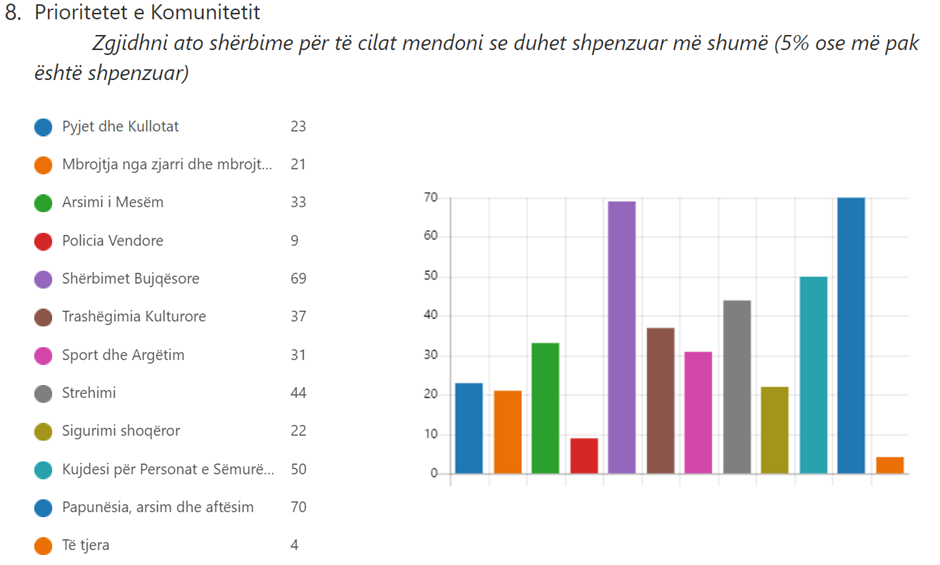 8. Prioritetet e Komunitetit
Zgjidhni ato shërbime për të cilat mendoni se duhet shpenzuar më shumë (5% ose më pak
është shpenzuar)
Pyjet dhe Kullotat 23
Mbrojtja nga zjarri dhe mbrojt... 21
Arsimi i Mesëm 33
Policia Vendore 9
Shërbimet Bujqësore 69
Trashëgimia Kulturore 37
Sport dhe Argëtim 31
Strehimi 44
Sigurimi shoqëror 22
Kujdesi për Personat e Sëmurë... 50
Papunësia, arsim dhe aftësim 70
Të tjera 4
70
60
50
40
30
20
10
0